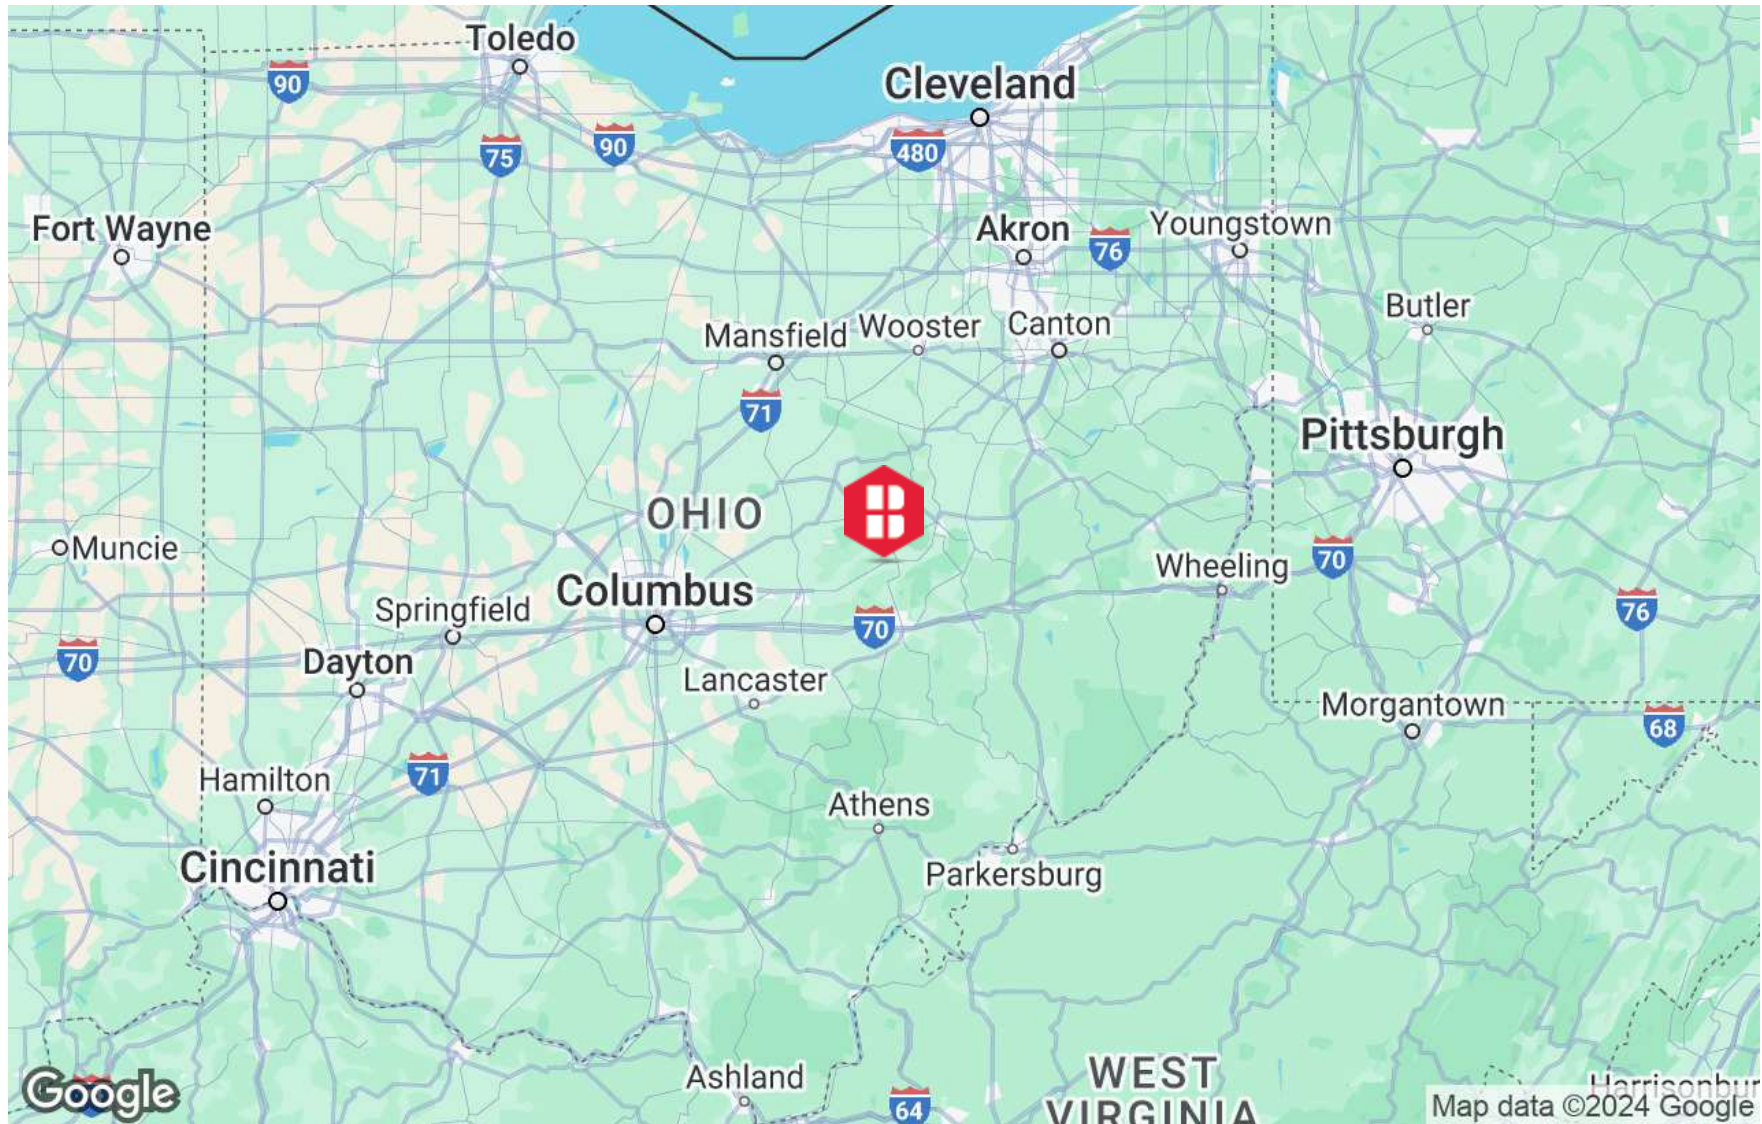 Toledo
Cleveland
90
75
90
480
Fort Wayne
Akron
76
Youngstown
Butler
Mansfield
Wooster
Canton
71
Pittsburgh
OHIO
Muncie
Columbus
Wheeling
70
Springfield
70
76
70
Dayton
Lancaster
Morgantown
68
71
Hamilton
Athens
Cincinnati
Parkersburg
Ashland
WEST
VIRGINIA
64
Google
Map data ©2024 Google